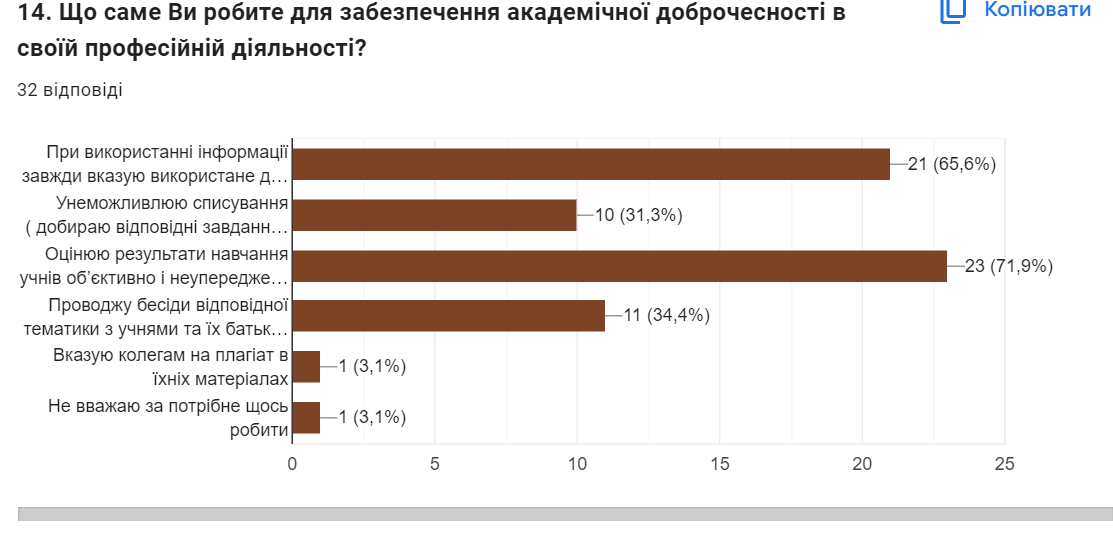 14. Що саме Ви робите для забезпечення академічної доброчесності в
своїй професійній діяльності?
Копіювати
32 відповіді
При використанні інформації
завжди вказую використане д...
21 (65,6%)
Унеможливлюю списування
( добираю відповідні завданн...
10 (31,3%)
Оцінюю результати навчання
учнів об’єктивно і неупередже...
23 (71,9%)
Проводжу бесіди відповідної
тематики з учнями та їх батьк...
11 (34,4%)
Вказую колегам на плагіат в
їхніх матеріалах
1 (3,1%)
Не вважаю за потрібне щось
робити
1 (3,1%)
0 5 10 15 20 25